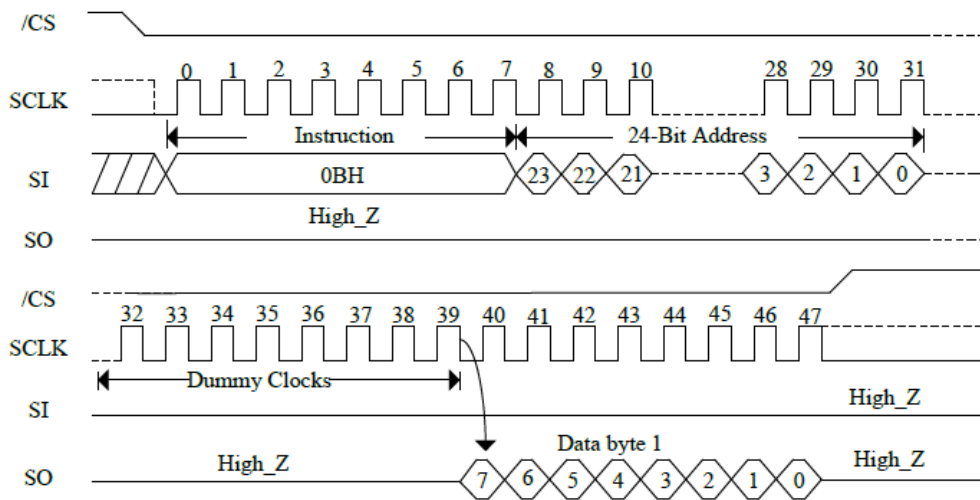 /CS
0 1 2 3 4 5 6 7 8 9 10 28 29 30 31
SCLK
Instruction 24-Bit Address
SI 0BH 23 22 21 3 2 1 0
High_Z
SO
/CS
32 33 34 35 36 37 38 39 40 41 42 43 44 45 46 47
SCLK
Dummy Clocks
SI High_Z
Data byte 1
SO High_Z 7 6 5 4 3 2 1 0 High_Z